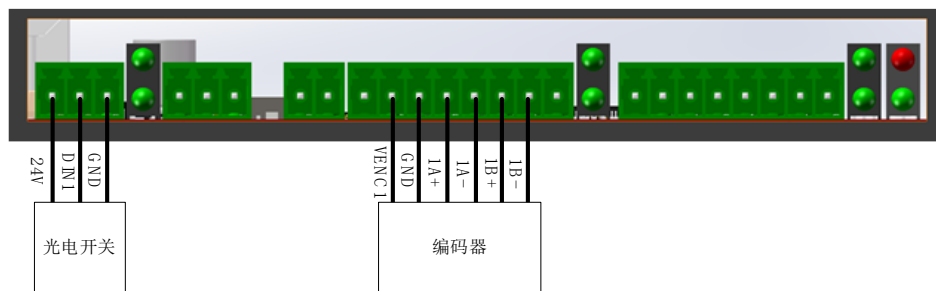 24V
DIN1
GND
VENC1
GND
1A+
1A-
1B+
1B-
光电开关
编码器